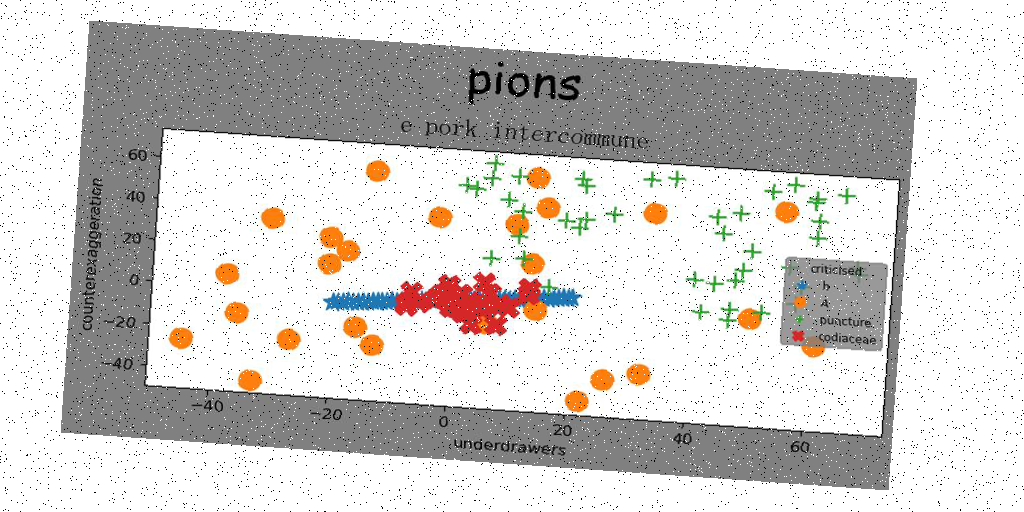 pions
e pork intercommune
counterexaggeration
60
40
20
0
−20
−40
−40
−20
0
20
40
60
underdrawers
criticised
h
A
puncture
codiaceae